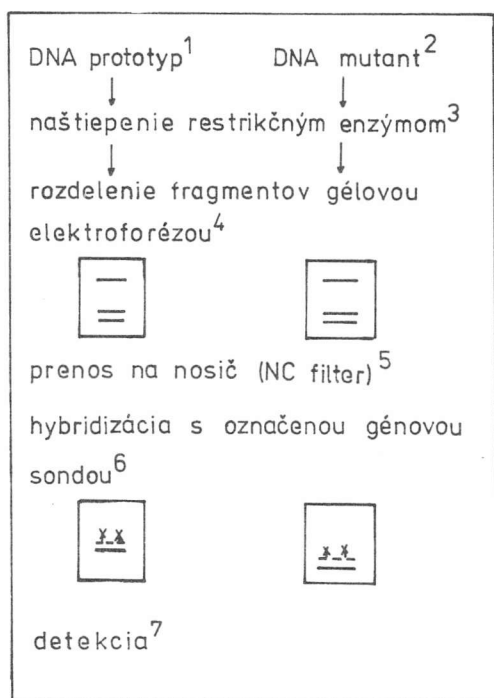 DNA prototyp¹ DNA mutant²
naštiepenie restrikčným enzýmom³
rozdelenie fragmentov gélovou
elektroforézou⁴
prenos na nosič (NC filter)⁵
hybridizácia s označenou génovou
sondou⁶
x x x x
detekcia⁷